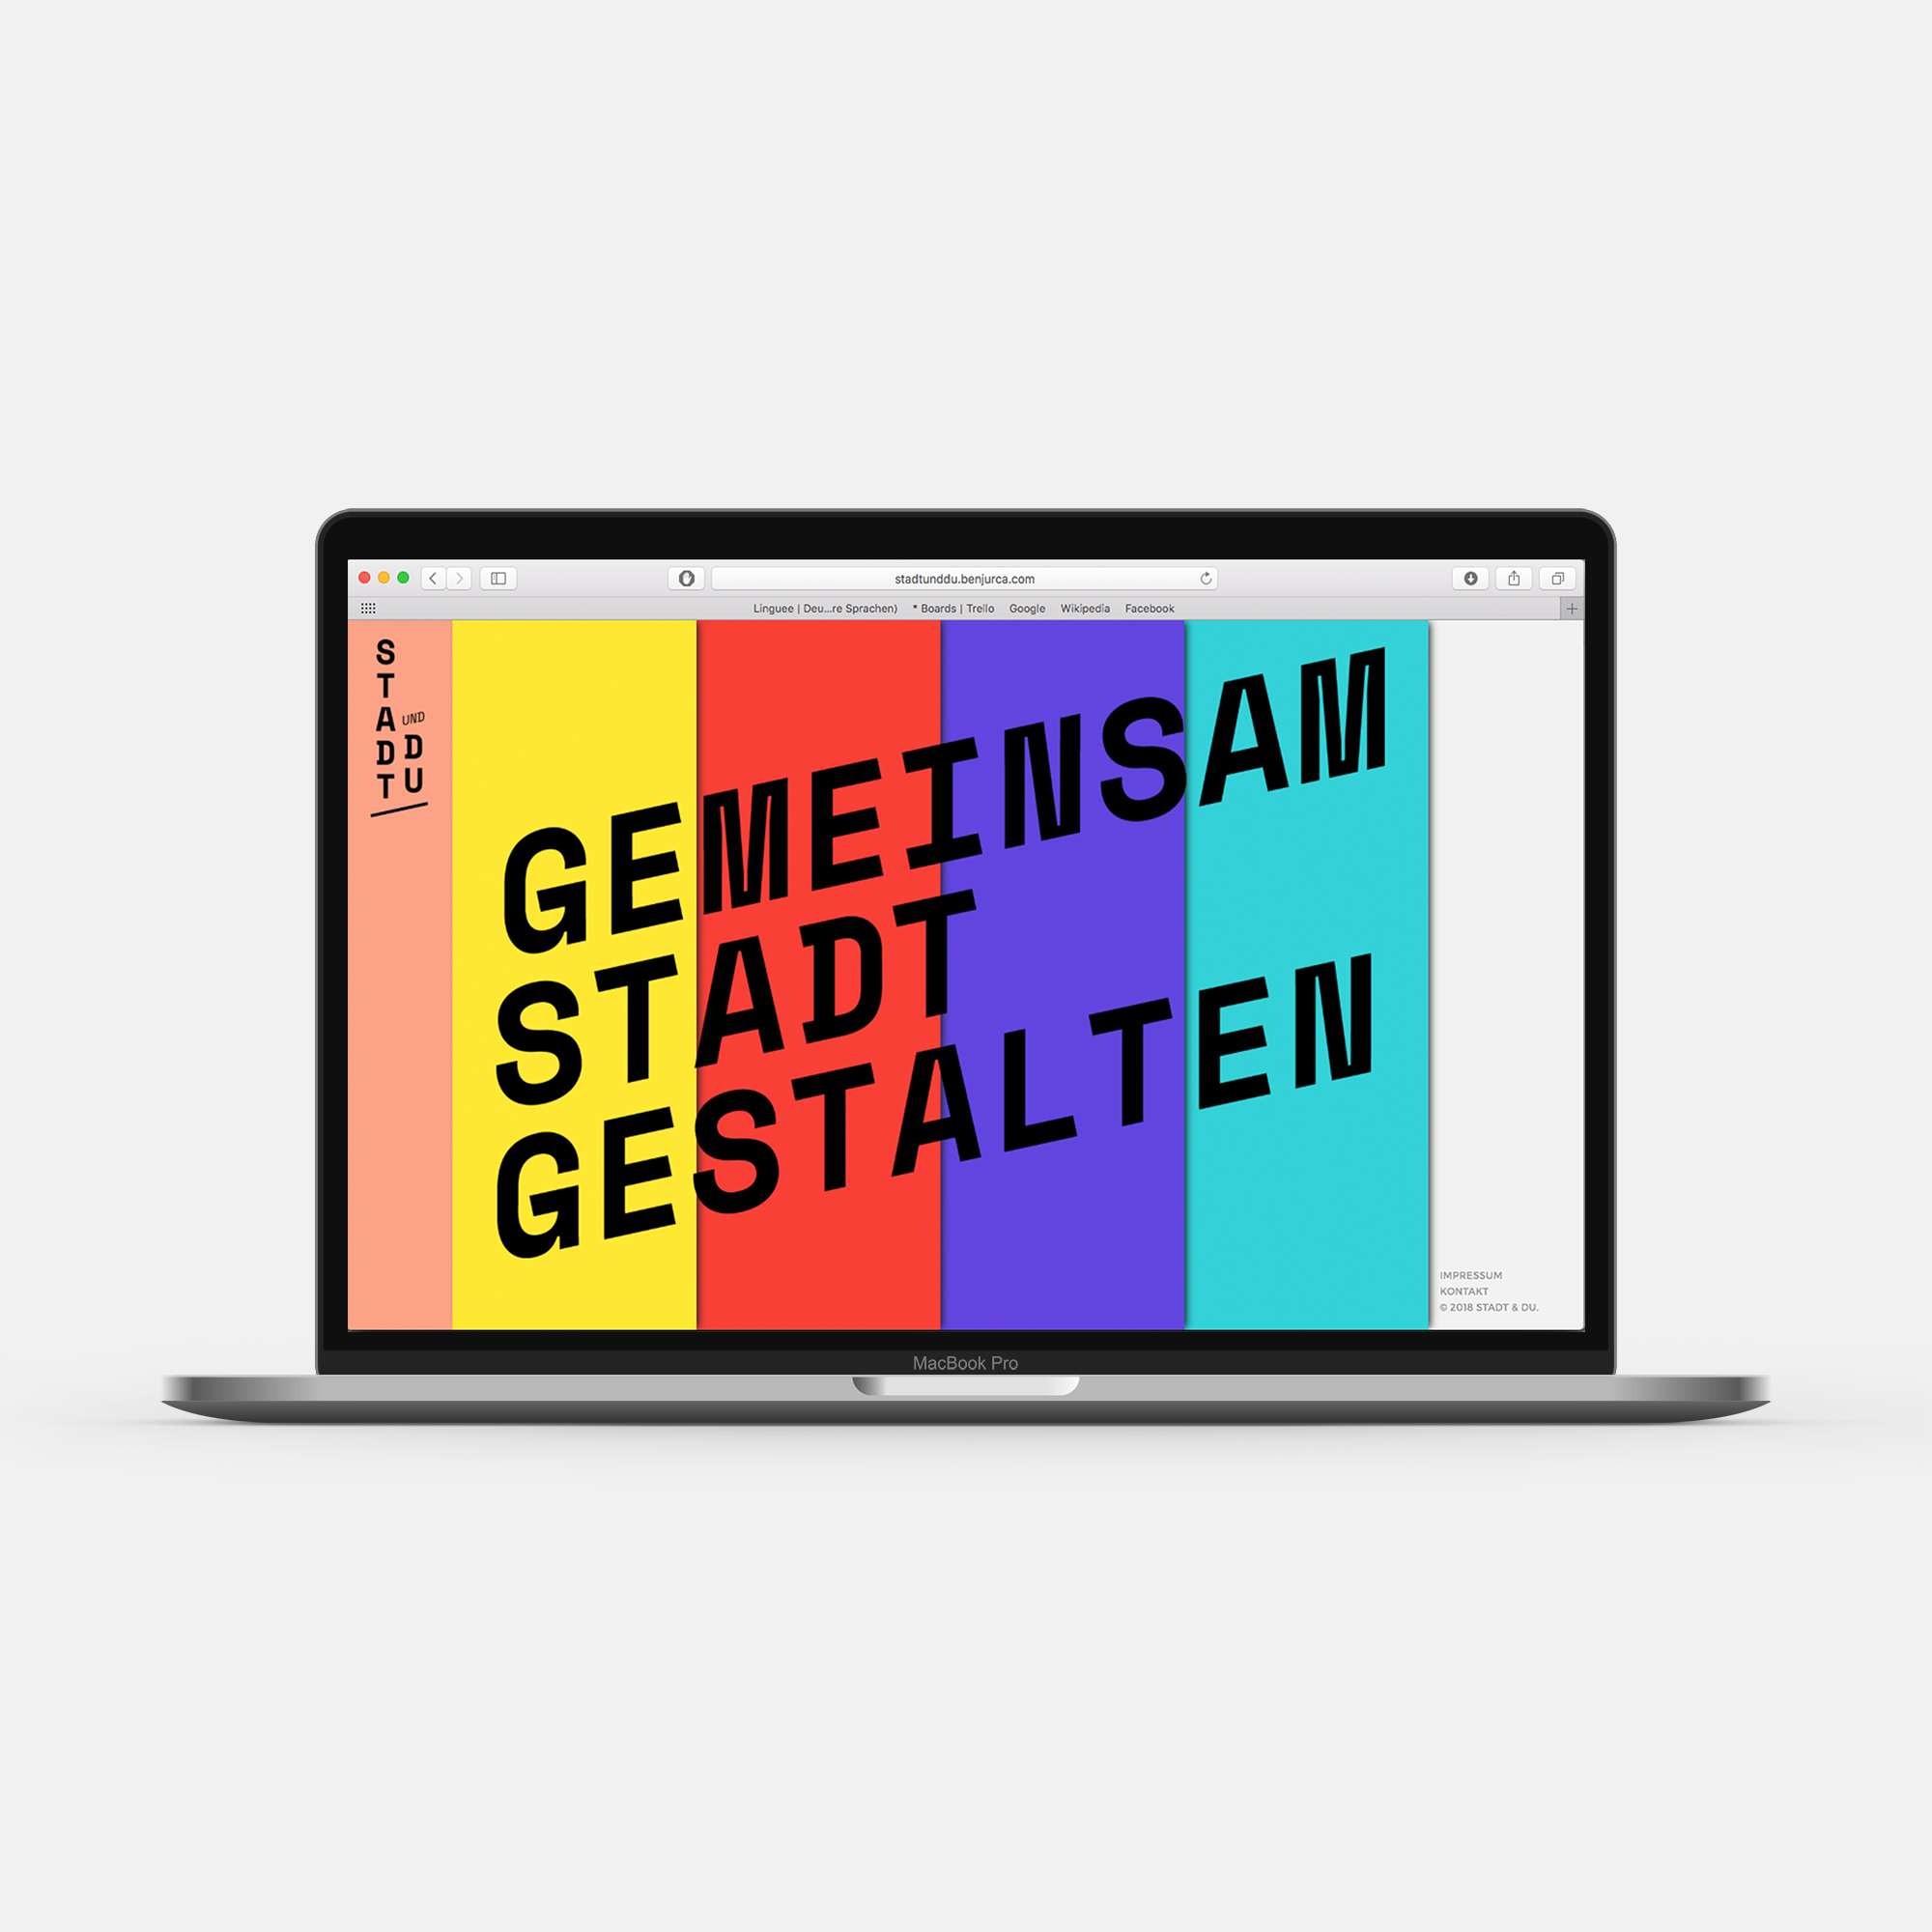 stadtunddu.benjurca.com
Linguee | Deu...re Sprachen) * Boards | Trello Google Wikipedia Facebook
STADT
UND
DU
GEMEINSAM
STADT
GESTALTEN
IMPRESSUM
KONTAKT
© 2018 STADT & DU.
MacBook Pro